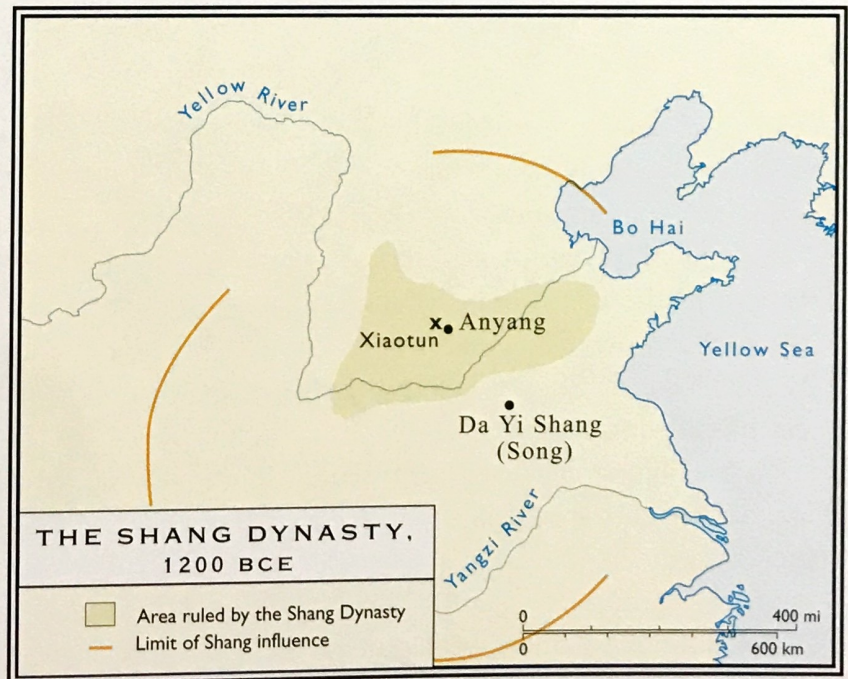 Yellow River
Bo Hai
x
Anyang
Xiaotun
Yellow Sea
Da Yi Shang
(Song)
Yangzi River
THE SHANG DYNASTY,
1200 BCE
Area ruled by the Shang Dynasty
Limit of Shang influence
0 400 mi
0 600 km